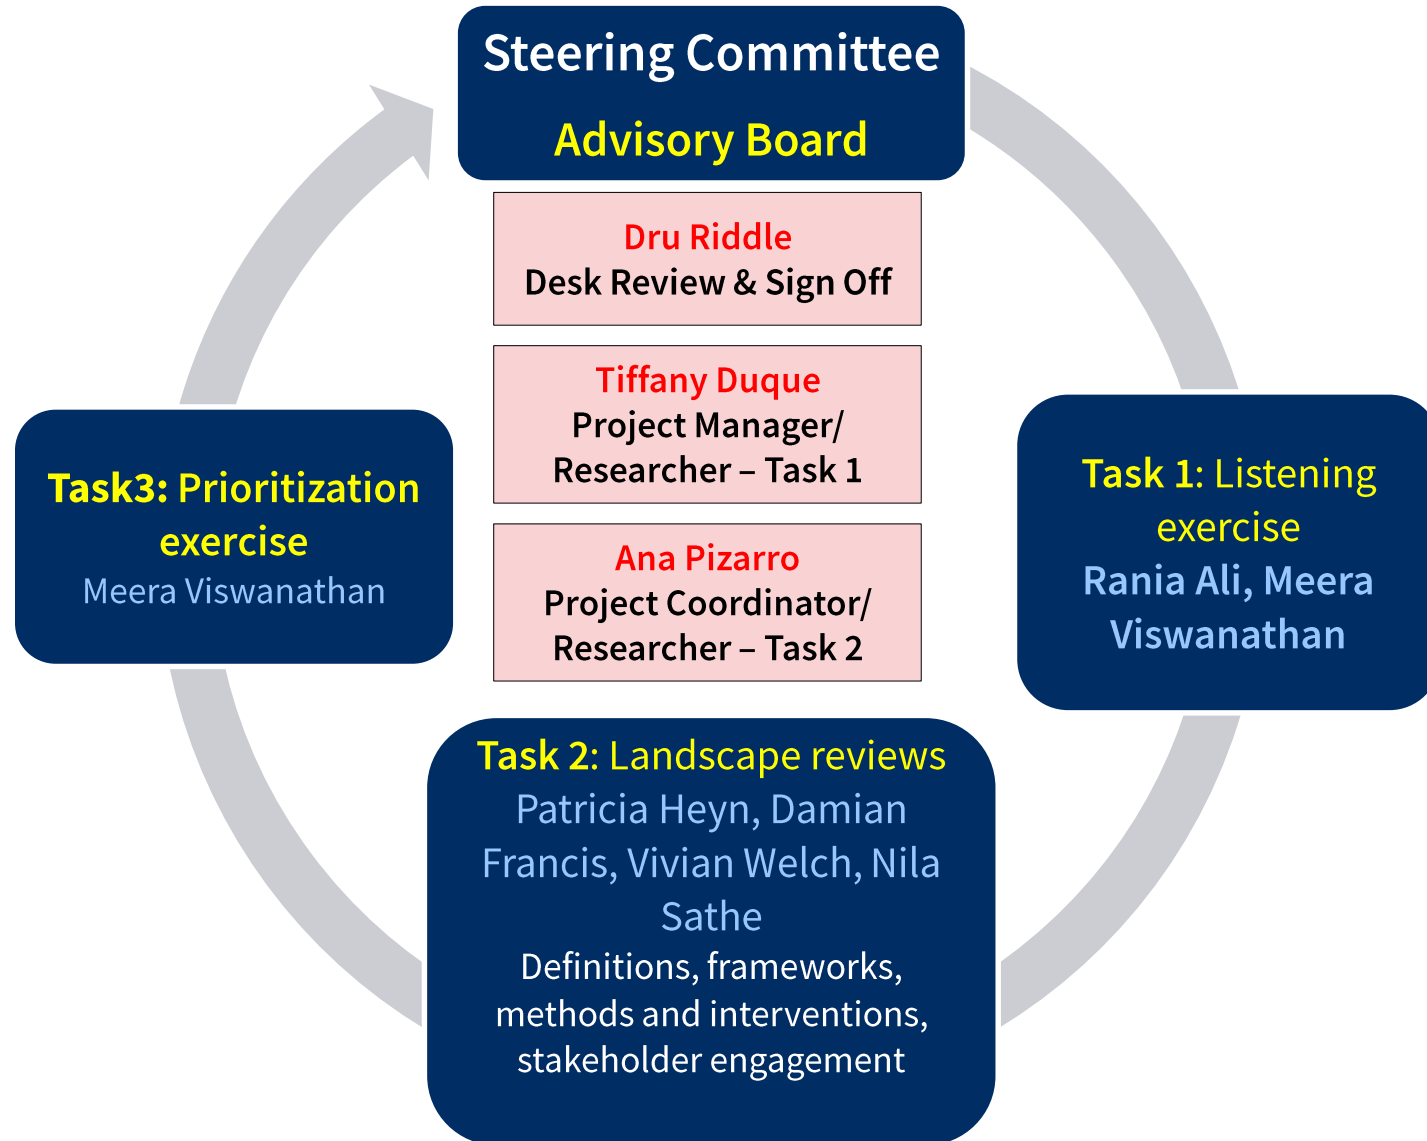 Steering Committee
Advisory Board
Dru Riddle
Desk Review & Sign Off
Tiffany Duque
Project Manager/
Researcher – Task 1
Ana Pizarro
Project Coordinator/
Researcher – Task 2
Task3: Prioritization
exercise
Meera Viswanathan
Task 1: Listening
exercise
Rania Ali, Meera
Viswanathan
Task 2: Landscape reviews
Patricia Heyn, Damian
Francis, Vivian Welch, Nila
Sathe
Definitions, frameworks,
methods and interventions,
stakeholder engagement